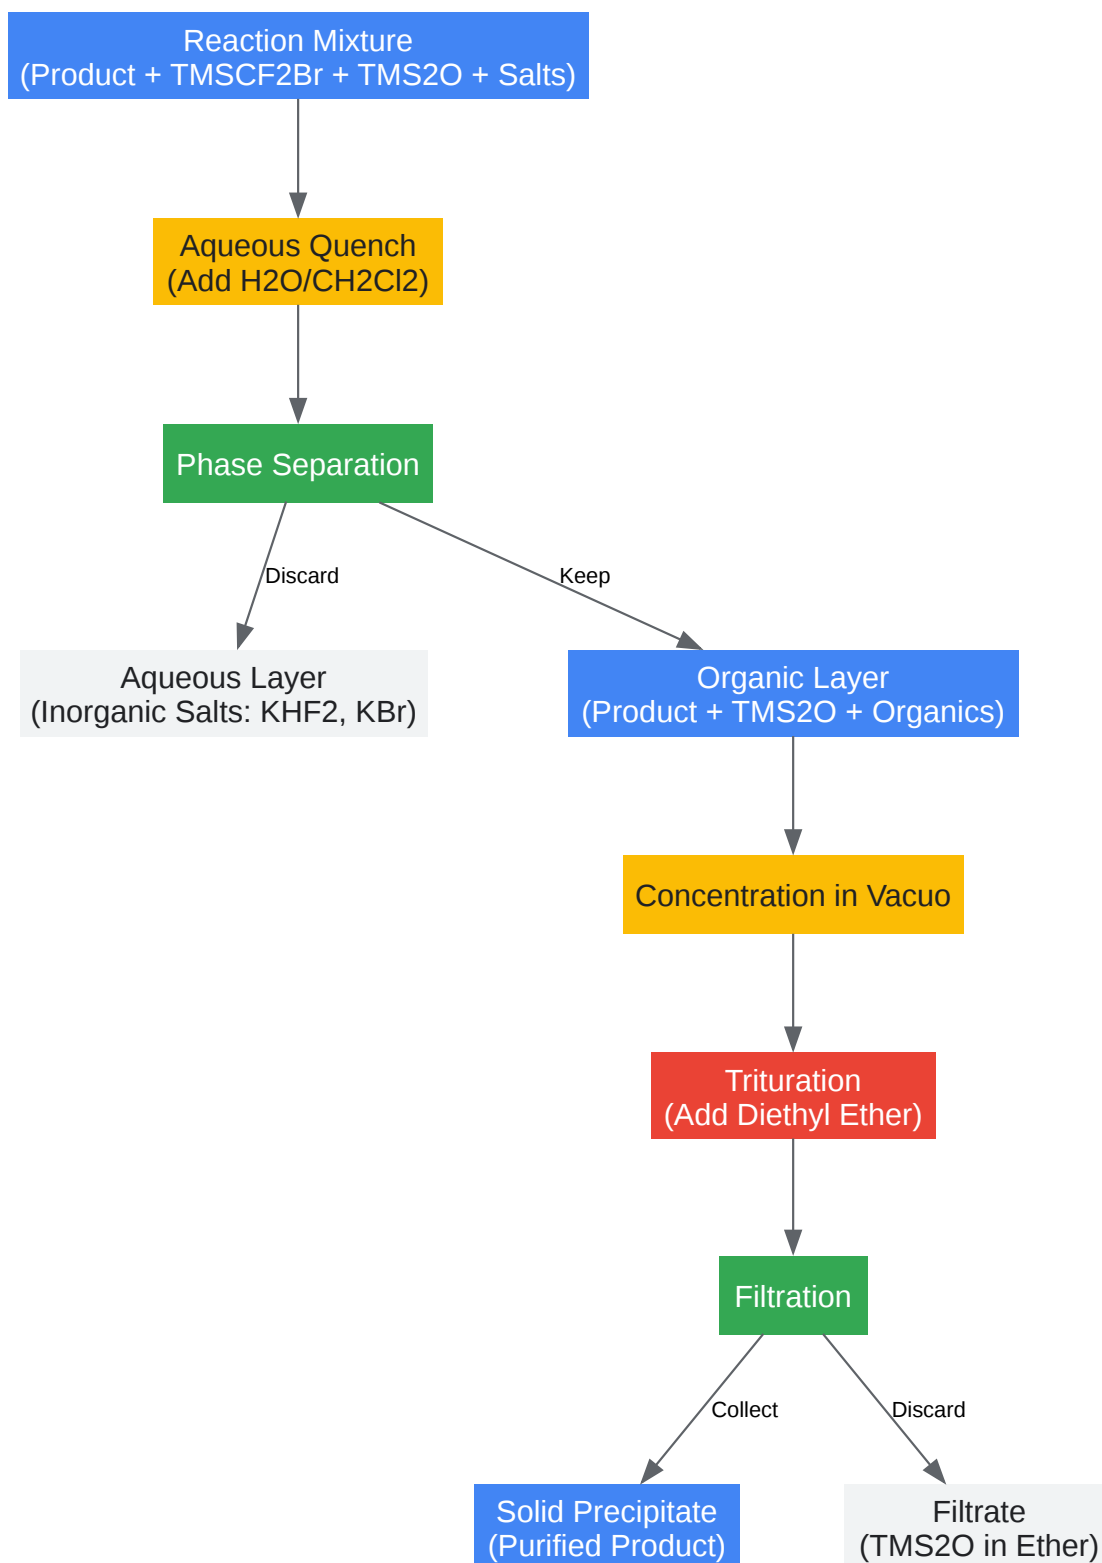 Reaction Mixture
(Product + TMSCF2Br + TMS2O + Salts)
Aqueous Quench
(Add H2O/CH2Cl2)
Phase Separation
Discard
Keep
Aqueous Layer
(Inorganic Salts: KHF2, KBr)
Organic Layer
(Product + TMS2O + Organics)
Concentration in Vacuo
Trituration
(Add Diethyl Ether)
Filtration
Collect
Discard
Solid Precipitate
(Purified Product)
Filtrate
(TMS2O in Ether)